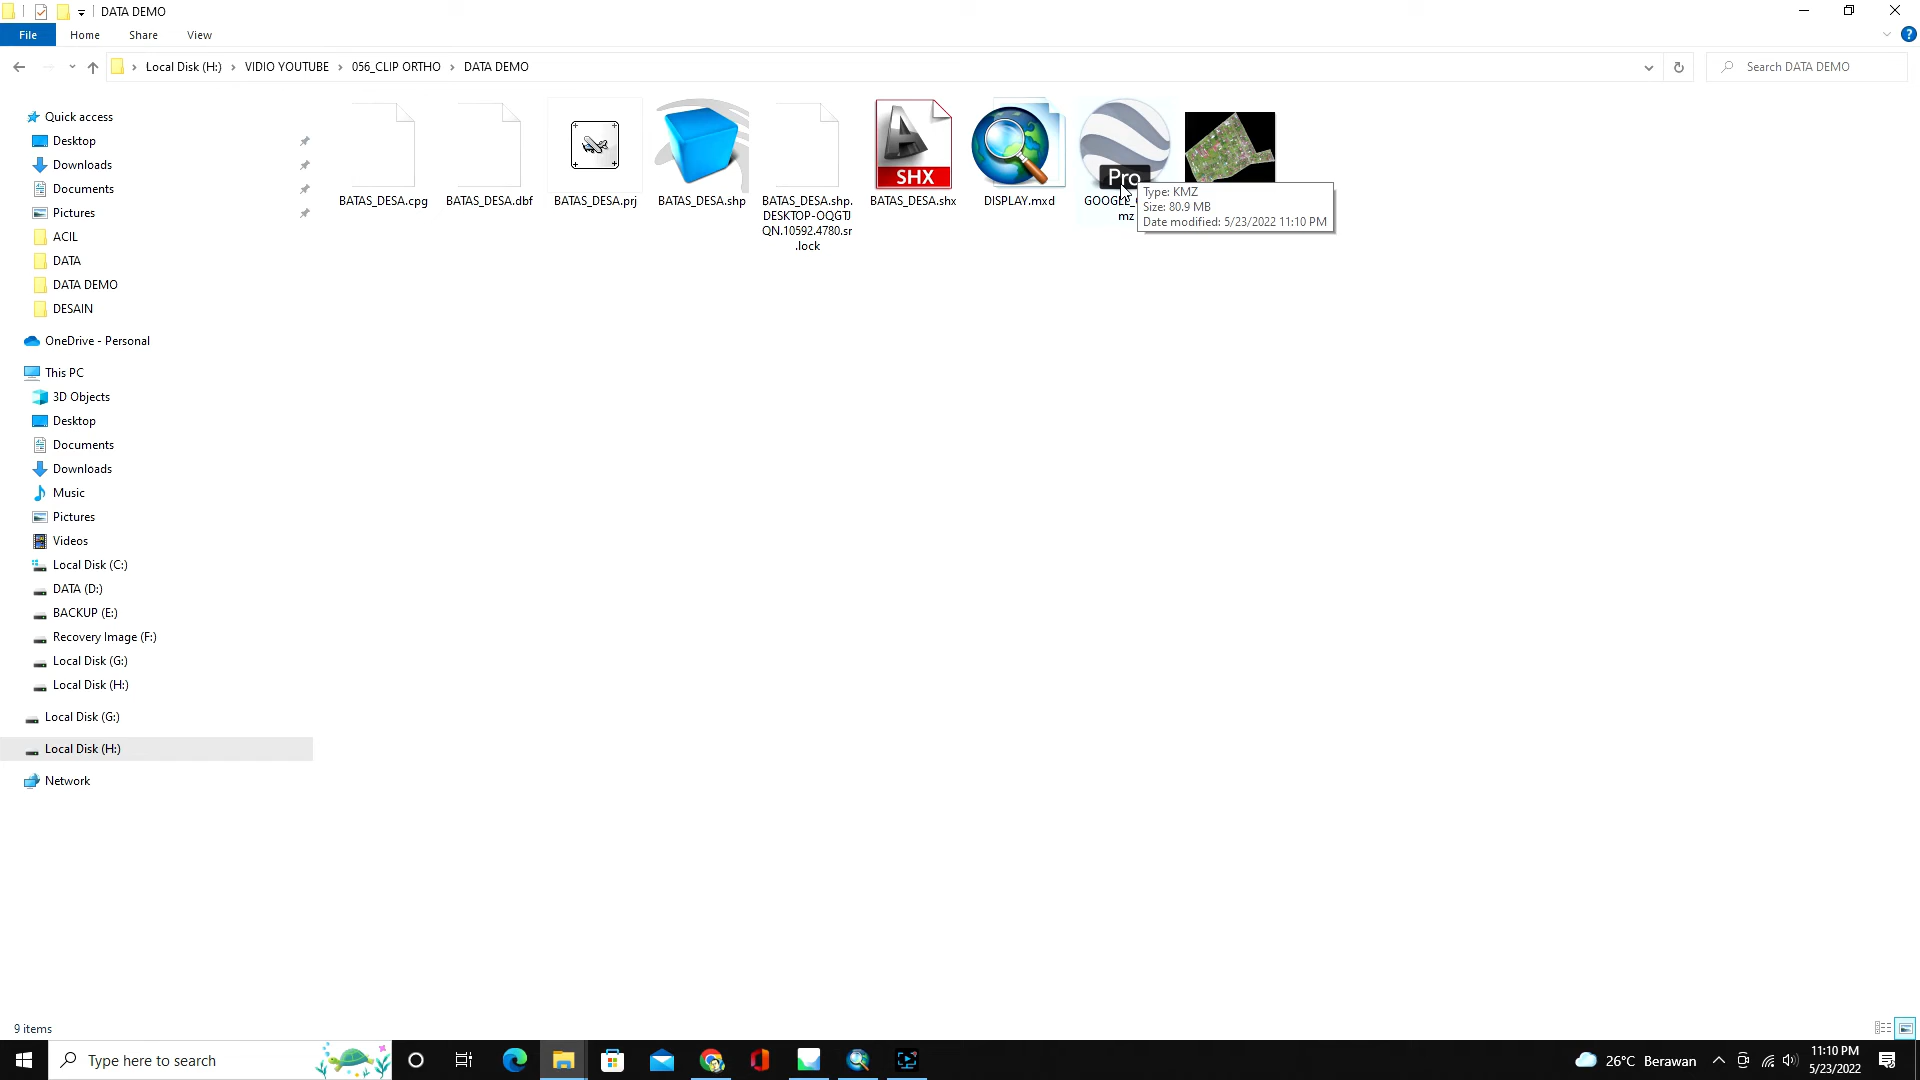 DATA DEMO
File Home Share View
Local Disk (H:) VIDIO YOUTUBE 056_CLIP ORTHO DATA DEMO
Search DATA DEMO
Quick access
Desktop
Downloads
Documents
Pictures
ACIL
DATA
DATA DEMO
DESAIN
OneDrive - Personal
This PC
3D Objects
Desktop
Documents
Downloads
Music
Pictures
Videos
Local Disk (C:)
DATA (D:)
BACKUP (E:)
Recovery Image (F:)
Local Disk (G:)
Local Disk (H:)
Local Disk (G:)
Local Disk (H:)
Network
BATAS_DESA.cpg
BATAS_DESA.dbf
BATAS_DESA.prj
BATAS_DESA.shp
BATAS_DESA.shp.
DESKTOP-OQGTJ
QN.10592.4780.sr
.lock
A
SHX
BATAS_DESA.shx
DISPLAY.mxd
Pro
mz
Type: KMZ
Size: 80.9 MB
Date modified: 5/23/2022 11:10 PM
9 items
Type here to search
26°C Berawan
11:10 PM
5/23/2022